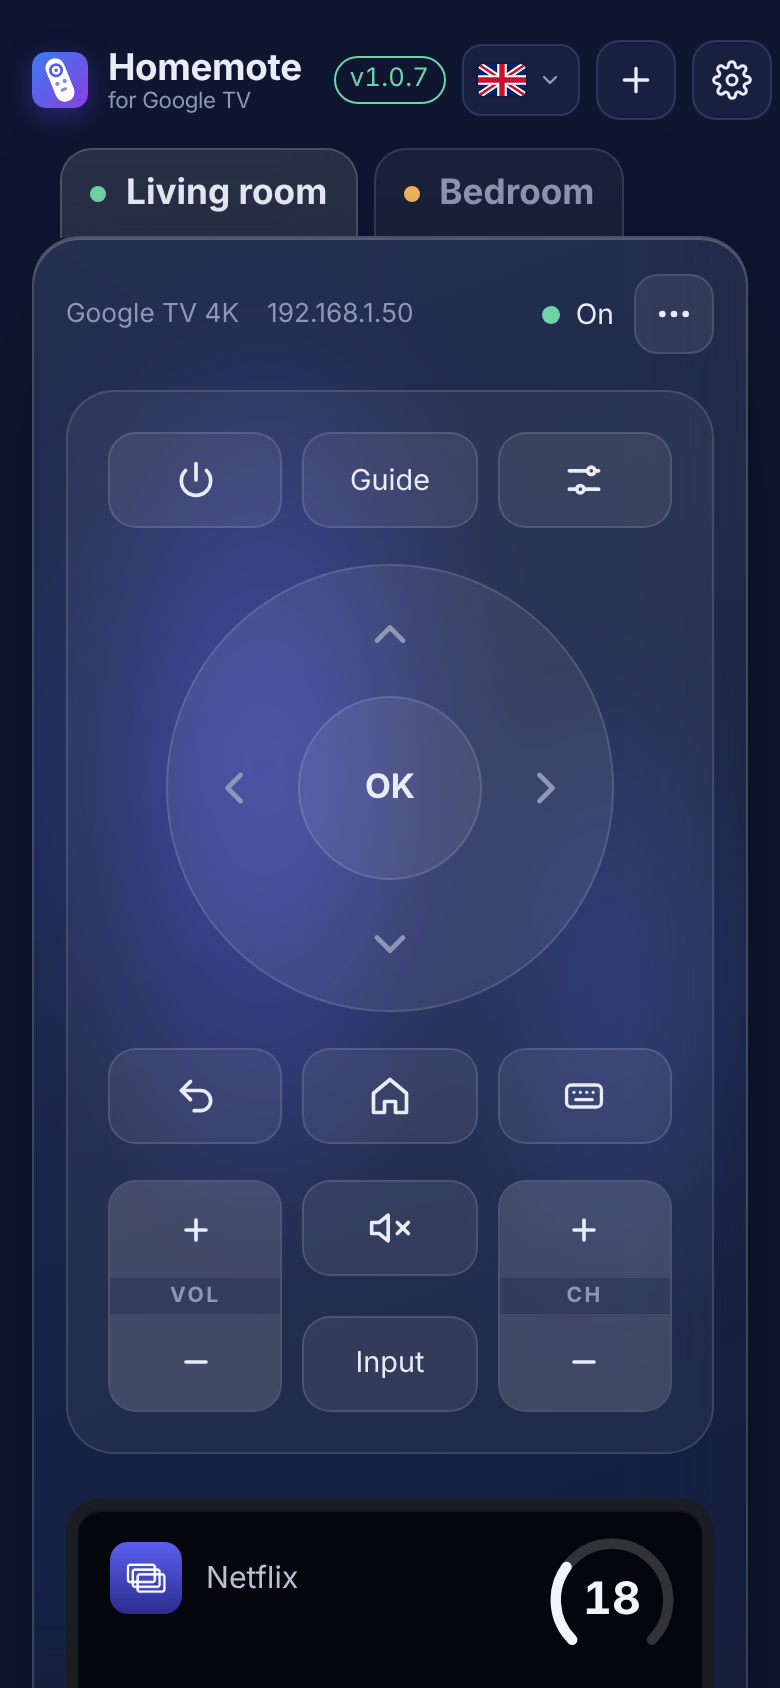 Homemote
for Google TV
v1.0.7
Living room
Bedroom
Google TV 4K 192.168.1.50
On
Guide
OK
VOL
CH
Input
Netflix
18